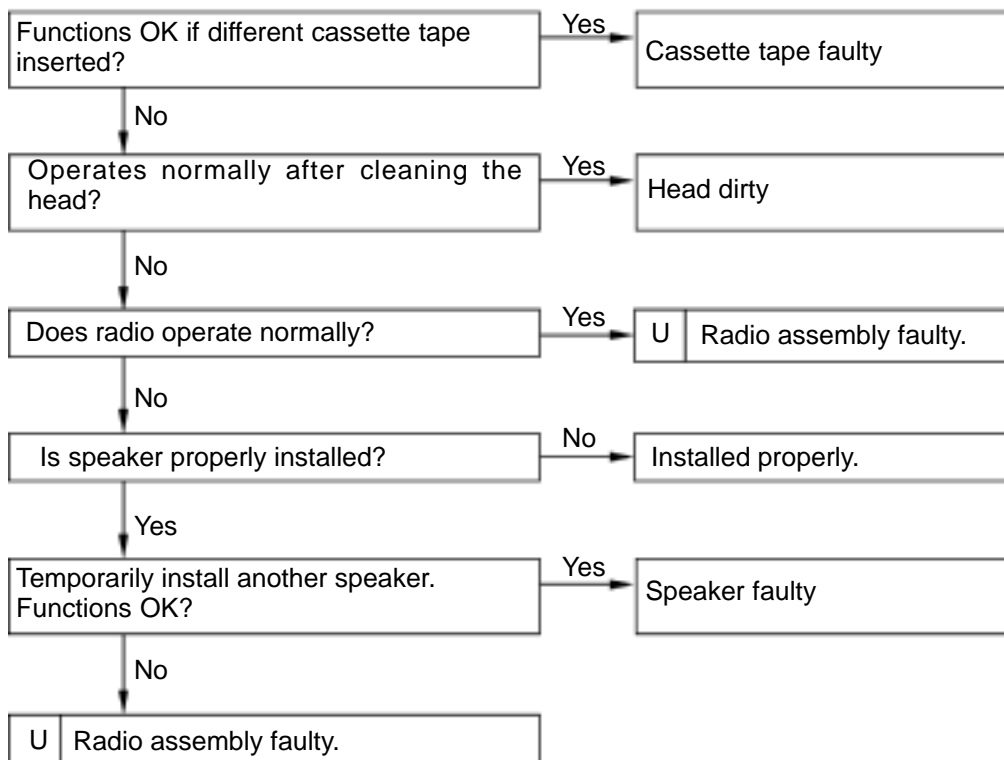 Functions OK if different cassette tape
inserted?
Yes
Cassette tape faulty
No
Operates normally after cleaning the
head?
Yes
Head dirty
No
Does radio operate normally?
Yes
U Radio assembly faulty.
No
Is speaker properly installed?
No
Installed properly.
Yes
Temporarily install another speaker.
Functions OK?
Yes
Speaker faulty
No
U Radio assembly faulty.